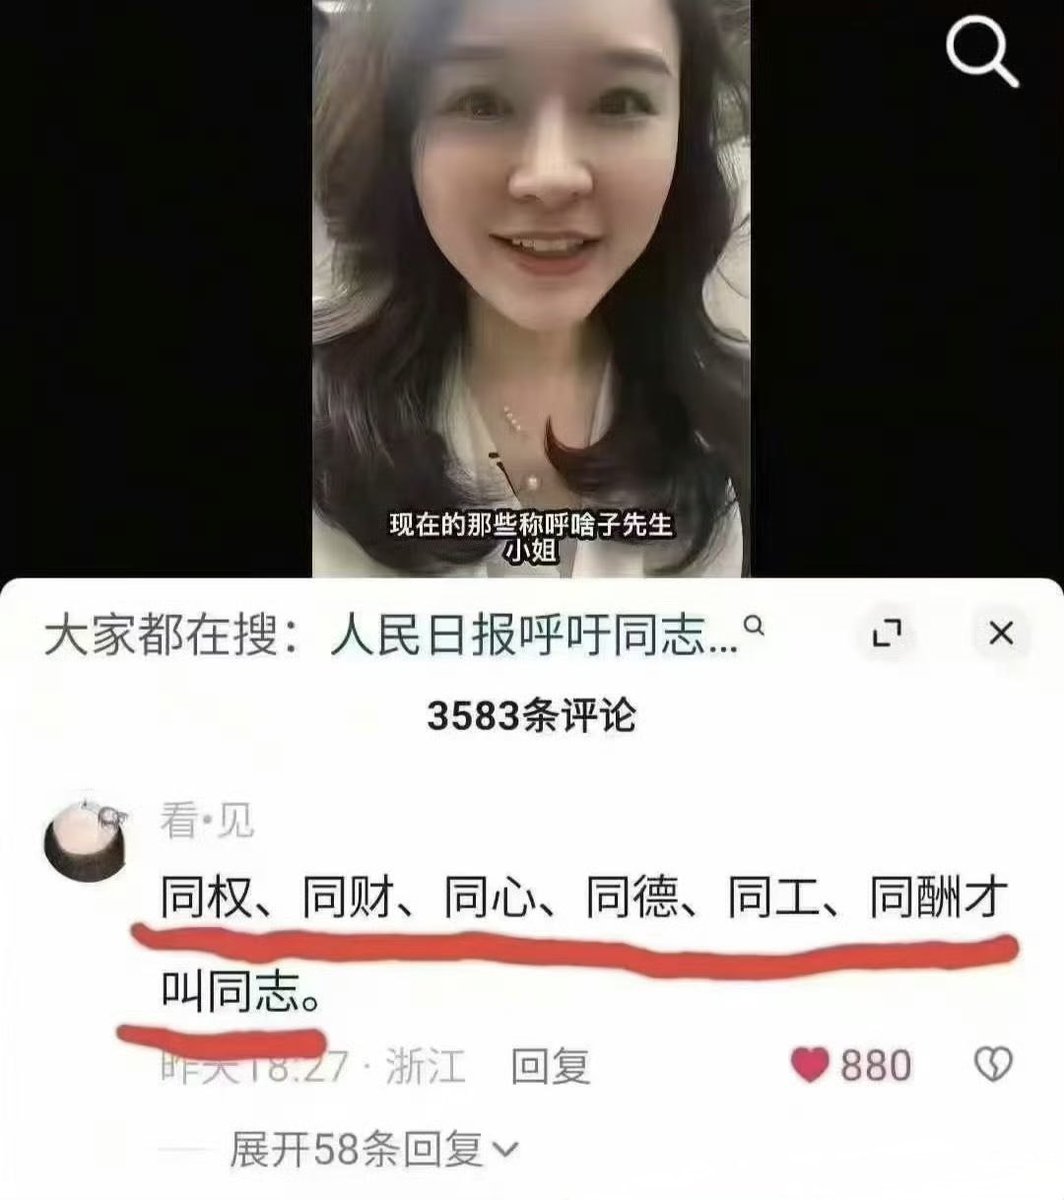 现在的那些称呼啥子先生
小姐
大家都在搜：人民日报呼吁同志...
3583条评论
看•见
同权、同财、同心、同德、同工、同酬才
叫同志。
昨天18:27 · 浙江 回复 880
展开58条回复